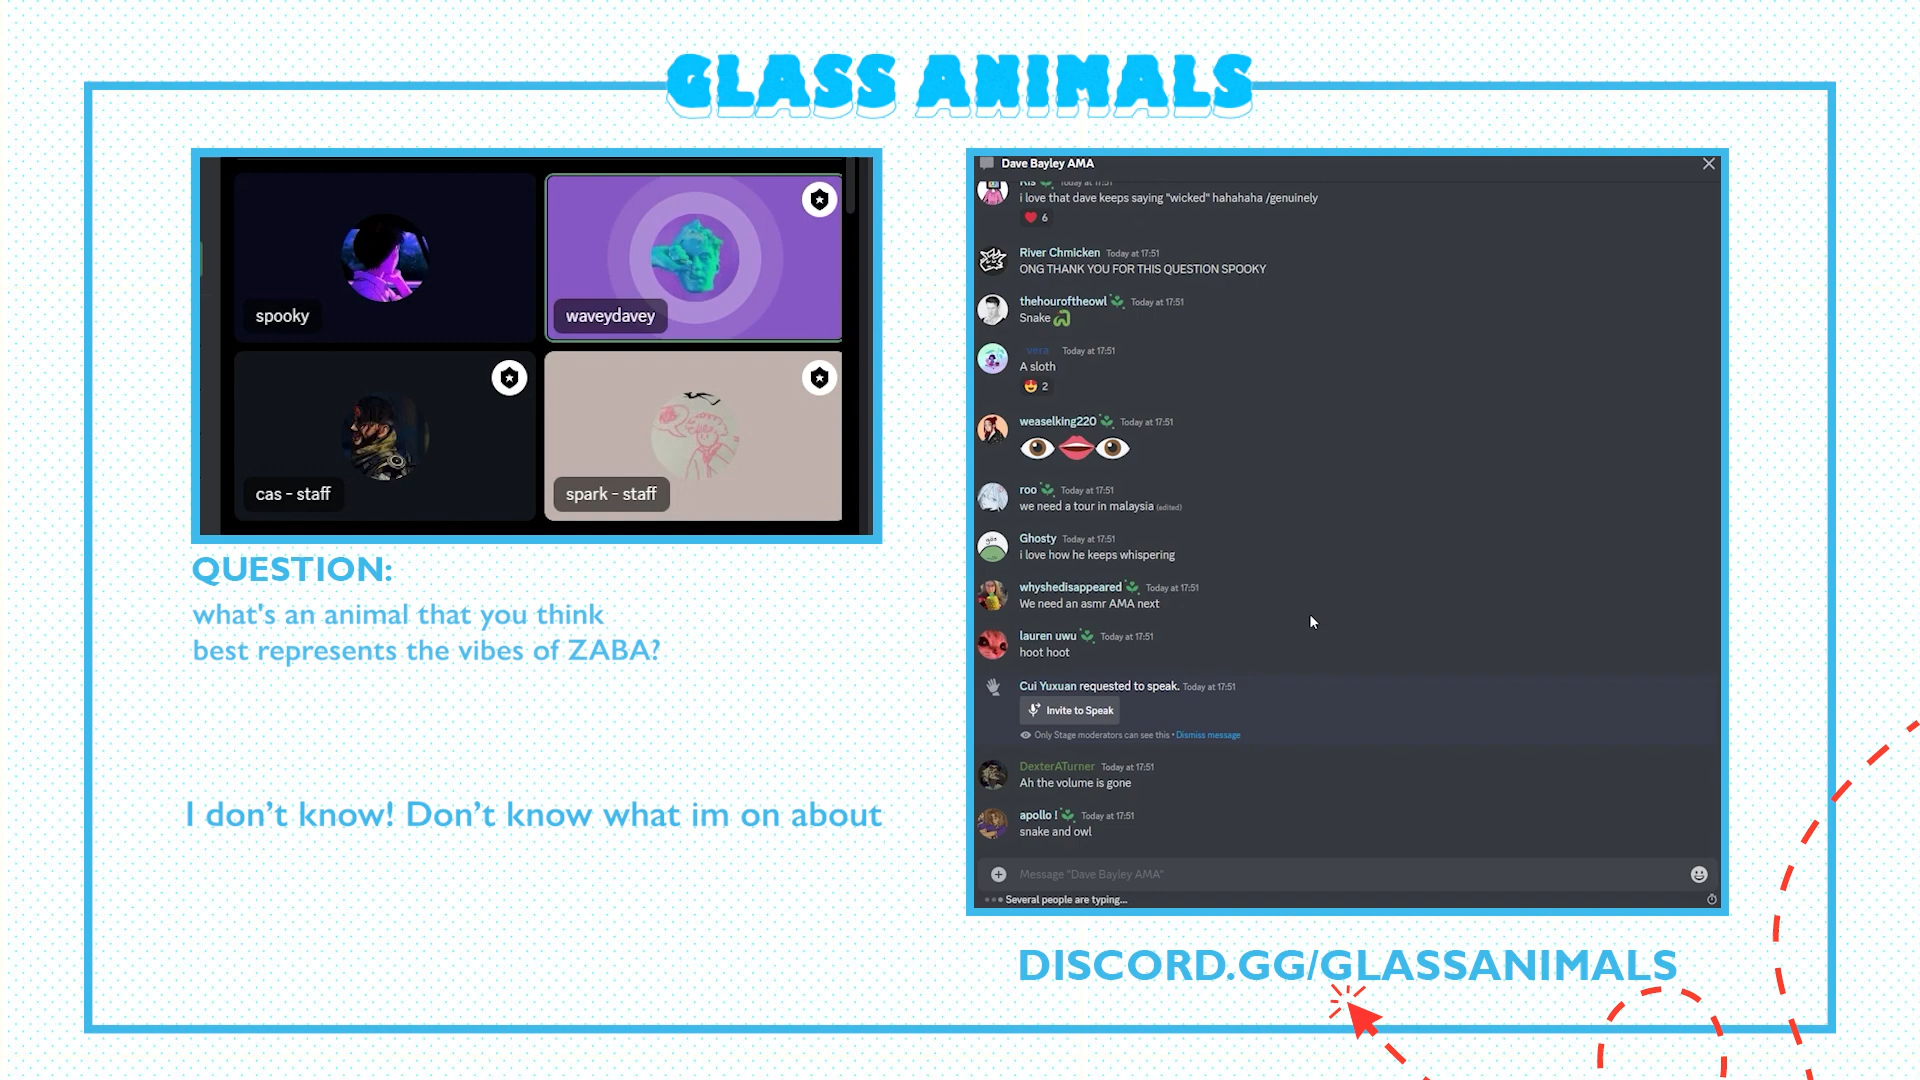 GLASS ANIMALS
spooky
waveydavey
cas - staff
spark - staff
QUESTION:
what's an animal that you think
best represents the vibes of ZABA?
I don’t know! Don’t know what im on about
Dave Bayley AMA
Ris Today at 17:51
i love that dave keeps saying "wicked" hahahaha /genuinely
6
River Chmicken Today at 17:51
ONG THANK YOU FOR THIS QUESTION SPOOKY
thehouroftheowl Today at 17:51
Snake
vera Today at 17:51
A sloth
2
weaselking220 Today at 17:51
roo Today at 17:51
we need a tour in malaysia (edited)
Ghosty Today at 17:51
i love how he keeps whispering
whyshedisappeared Today at 17:51
We need an asmr AMA next
lauren uwu Today at 17:51
hoot hoot
Cui Yuxuan requested to speak. Today at 17:51
Invite to Speak
Only Stage moderators can see this • Dismiss message
DexterATurner Today at 17:51
Ah the volume is gone
apollo ! Today at 17:51
snake and owl
Message "Dave Bayley AMA"
Several people are typing...
DISCORD.GG/GLASSANIMALS